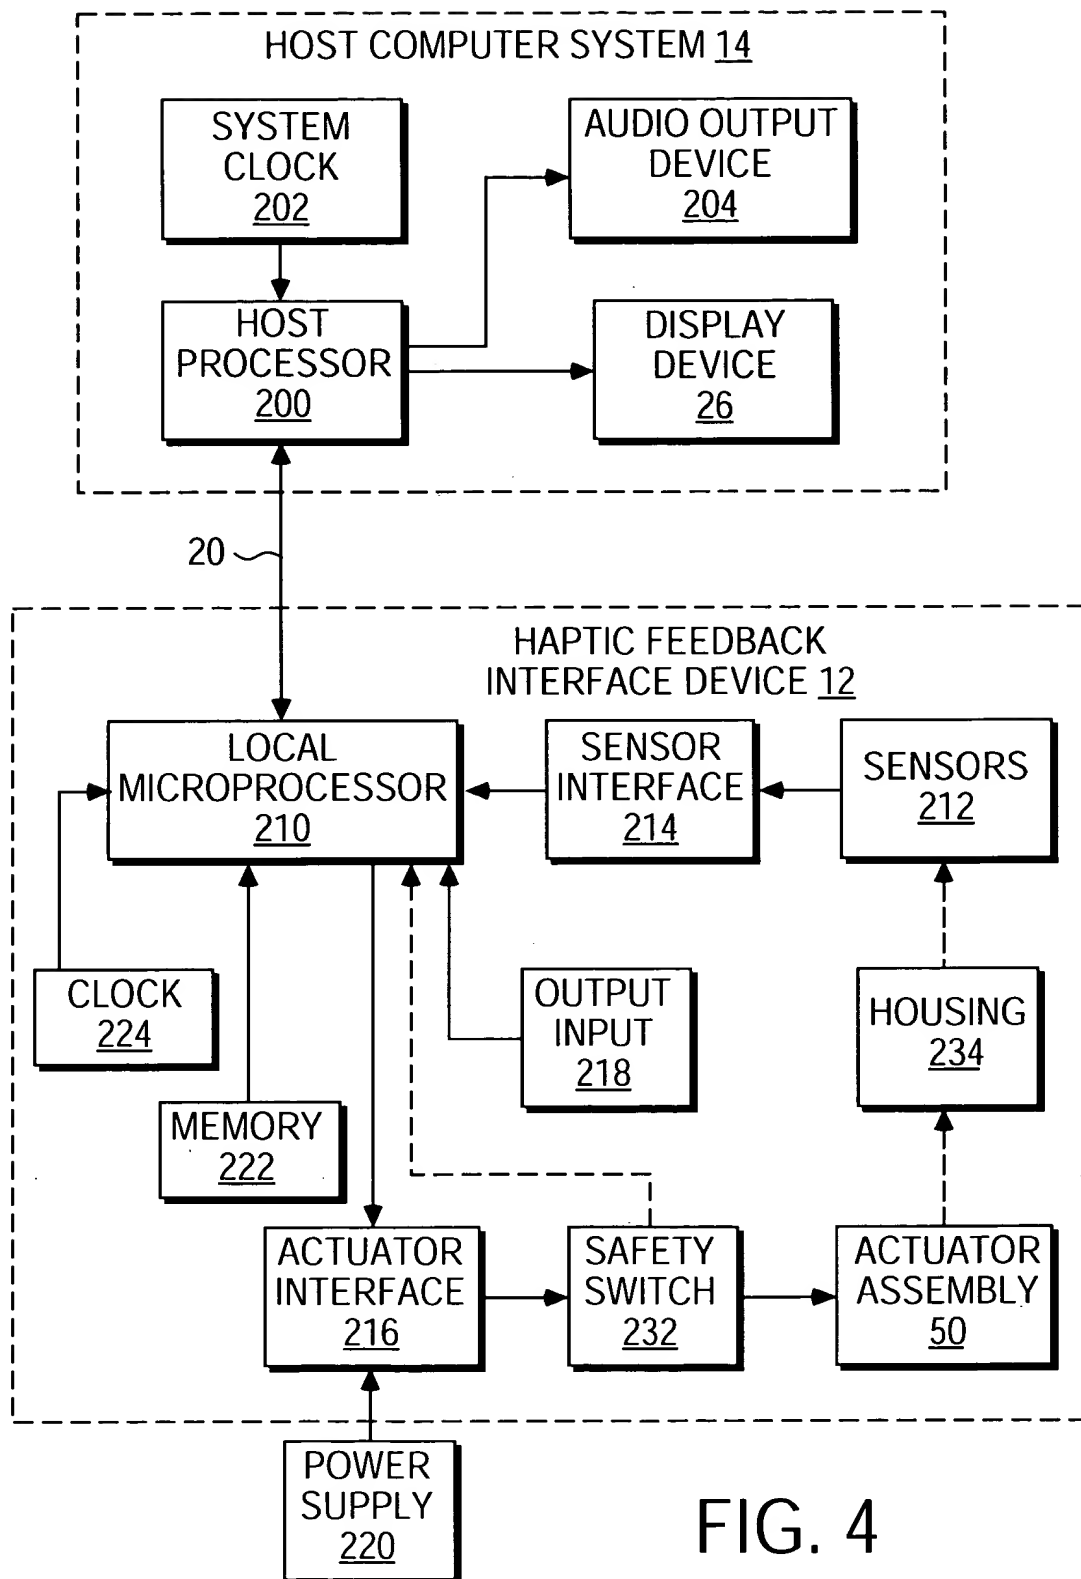 HOST COMPUTER SYSTEM 14
SYSTEM
CLOCK
202
AUDIO OUTPUT
DEVICE
204
HOST
PROCESSOR
200
DISPLAY
DEVICE
26
20
HAPTIC FEEDBACK
INTERFACE DEVICE 12
LOCAL
MICROPROCESSOR
210
SENSOR
INTERFACE
214
SENSORS
212
CLOCK
224
OUTPUT
INPUT
218
HOUSING
234
MEMORY
222
ACTUATOR
INTERFACE
216
SAFETY
SWITCH
232
ACTUATOR
ASSEMBLY
50
POWER
SUPPLY
220
FIG. 4